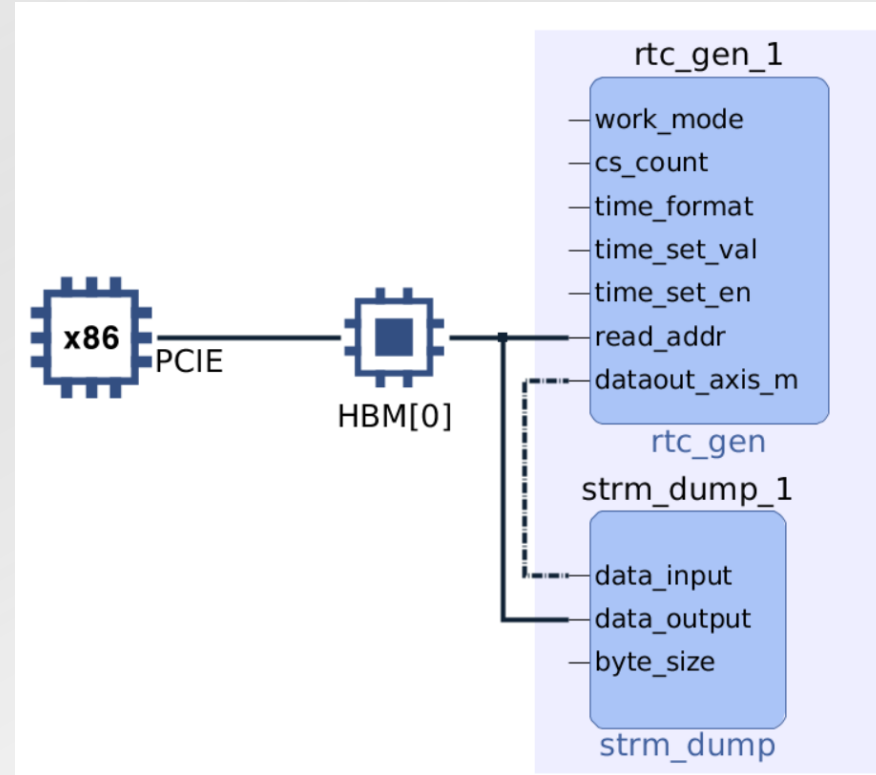 rtc_gen_1
work_mode
cs_count
time_format
time_set_val
time_set_en
read_addr
dataout_axis_m
rtc_gen
x86
PCIE
HBM[0]
strm_dump_1
data_input
data_output
byte_size
strm_dump